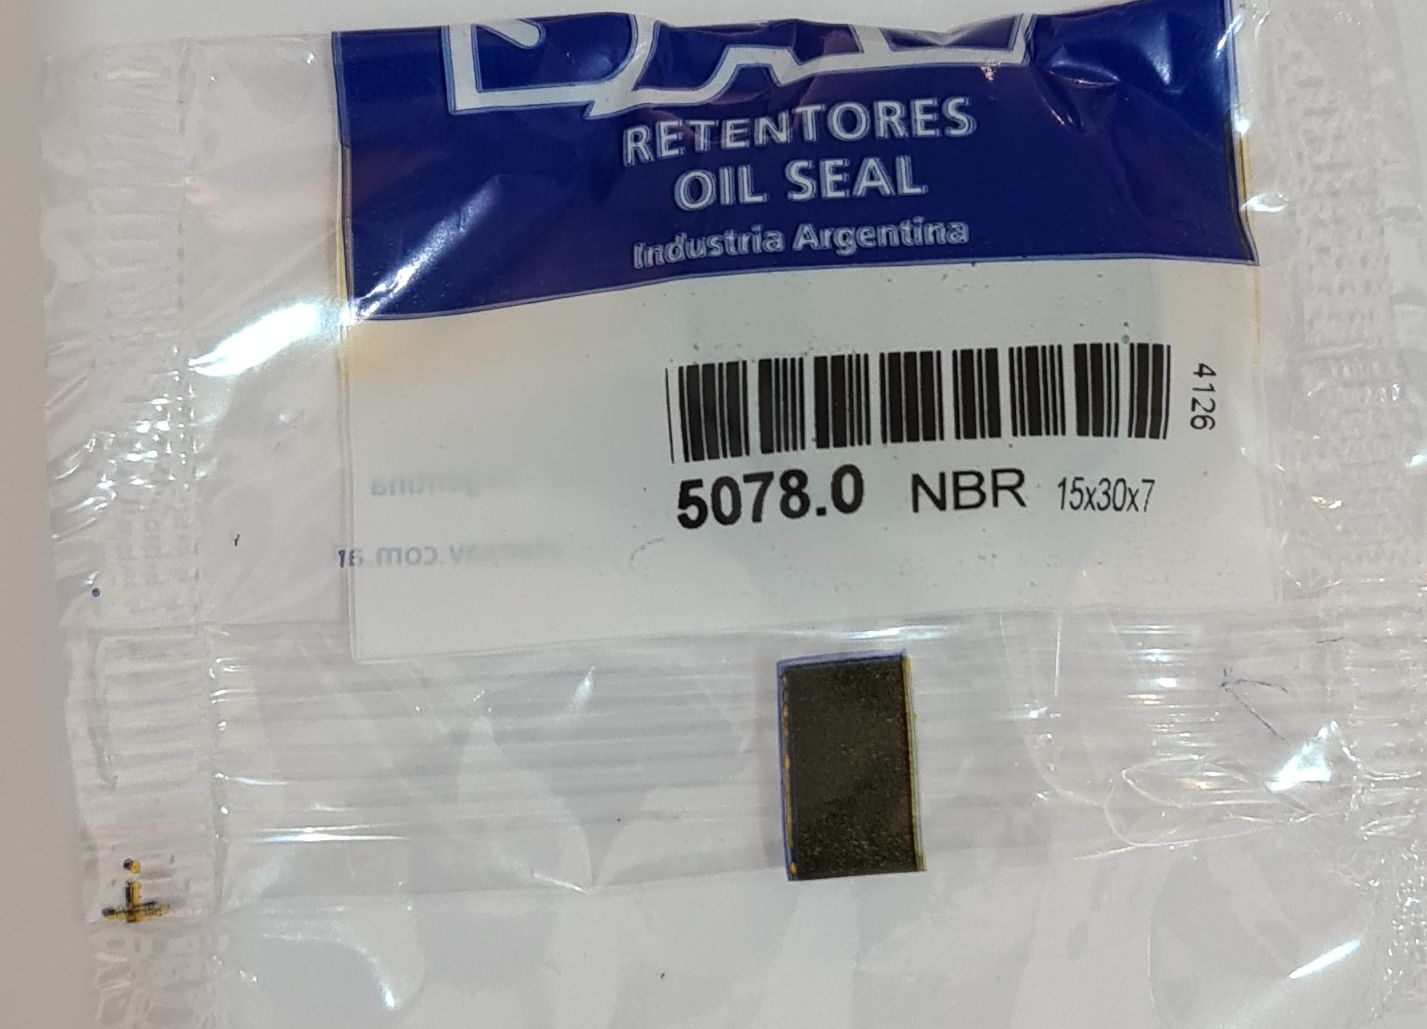 RETENTORES
OIL SEAL
Industria Argentina
4126
5078.0 NBR 15x30x7